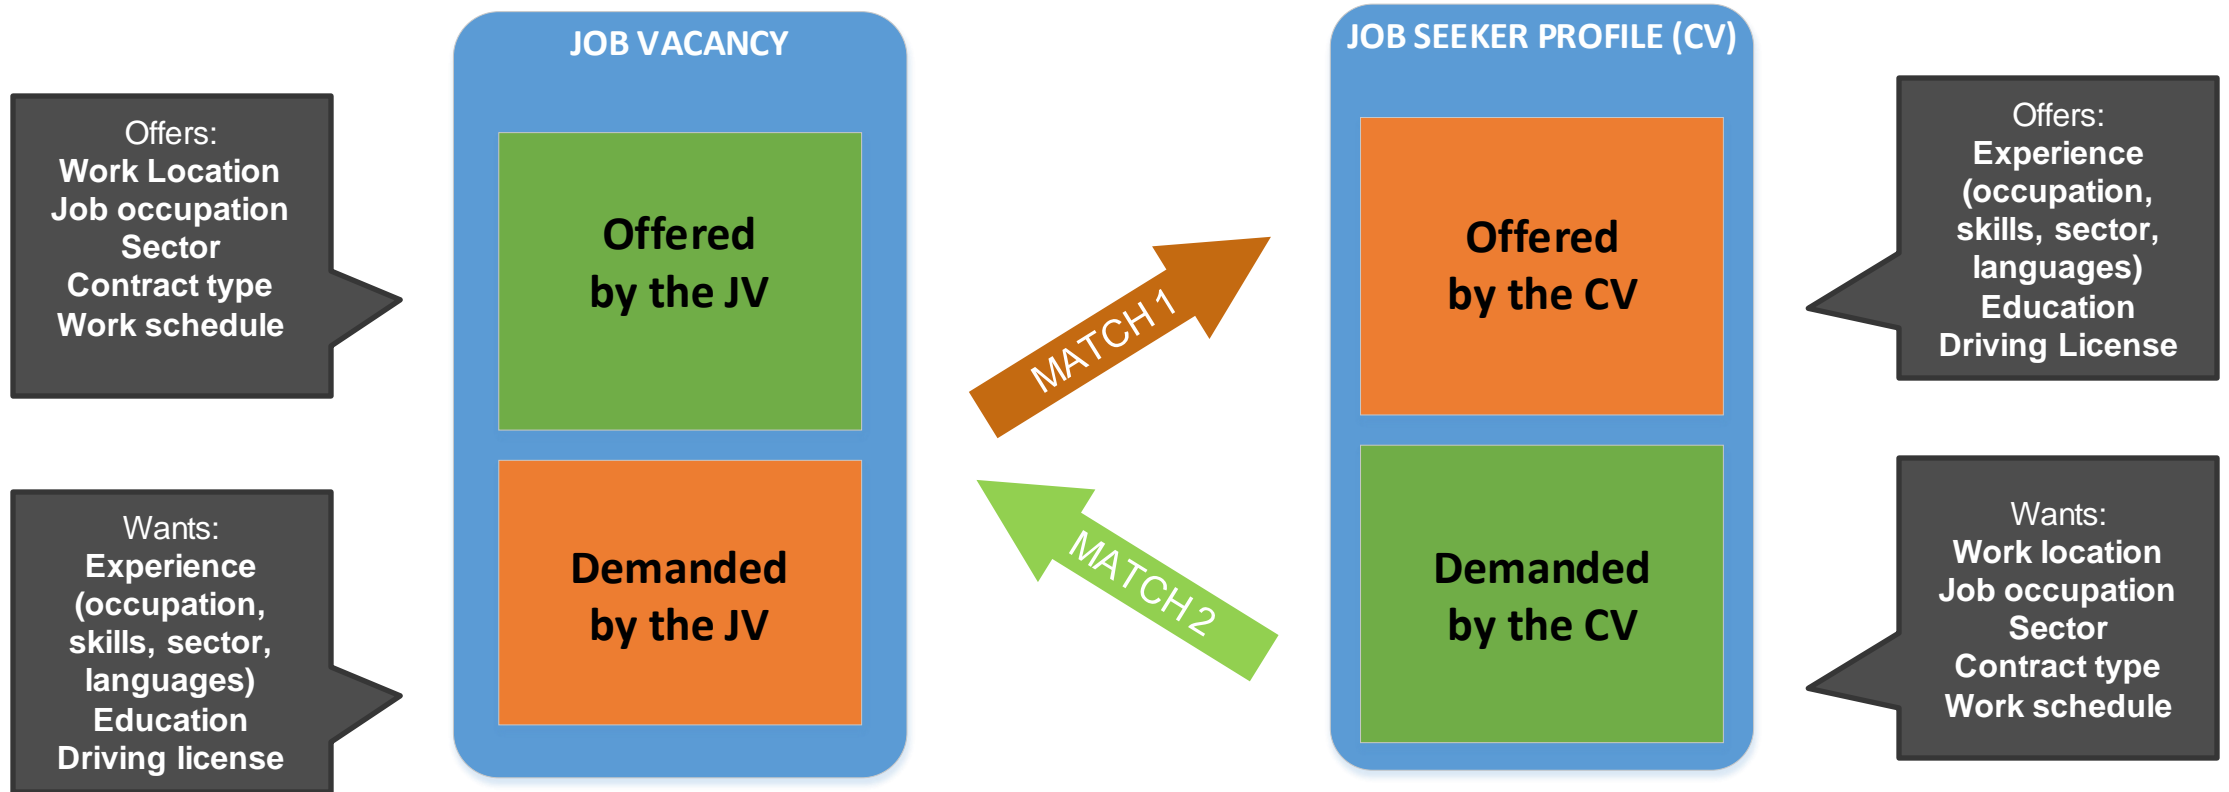 JOB VACANCY
JOB SEEKER PROFILE (CV)
Offers:
Work Location
Job occupation
Sector
Contract type
Work schedule
Offered
by the JV
MATCH 1
Offered
by the CV
Offers:
Experience
(occupation,
skills, sector,
languages)
Education
Driving License
Wants:
Experience
(occupation,
skills, sector,
languages)
Education
Driving license
Demanded
by the JV
MATCH 2
Demanded
by the CV
Wants:
Work location
Job occupation
Sector
Contract type
Work schedule